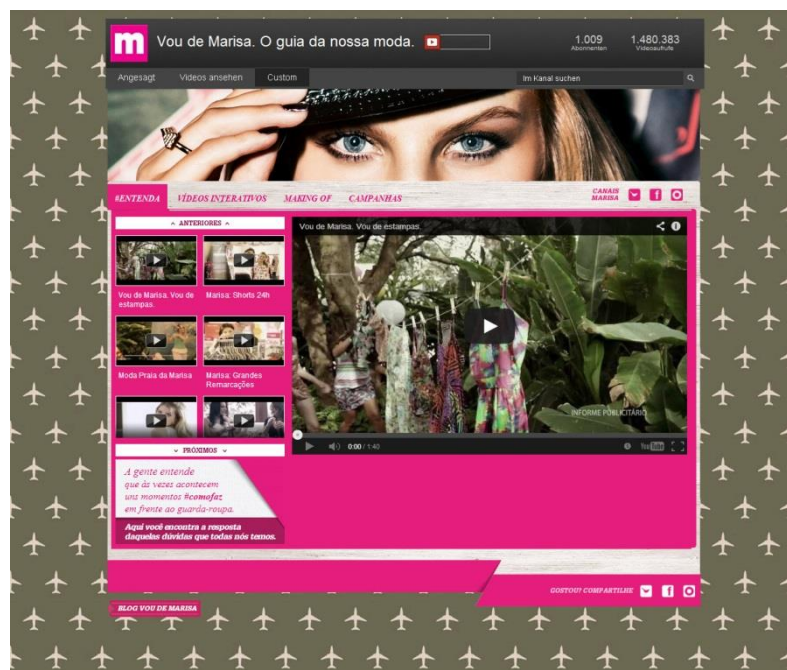 m
Vou de Marisa. O guia da nossa moda.
1.009
Abonnenten
1.480.383
Videoaufrufe
Angesagt
Videos ansehen
Custom
Im Kanal suchen
#ENTENDA
VÍDEOS INTERATIVOS
MAKING OF
CAMPANHAS
CANAIS
MARISA
ANTERIORES
Vou de Marisa. Vou de
estampas.
Marisa: Shorts 24h
Moda Praia da Marisa
Marisa: Grandes
Remarcações
PRÓXIMOS
Vou de Marisa. Vou de estampas.
INFORME PUBLICITÁRIO
0:00 / 1:40
YouTube
A gente entende
que às vezes acontecem
uns momentos #comofaz
em frente ao guarda-roupa.
Aqui você encontra a resposta
daquelas dúvidas que todas nós temos.
GOSTOU? COMPARTILHE
BLOG VOU DE MARISA